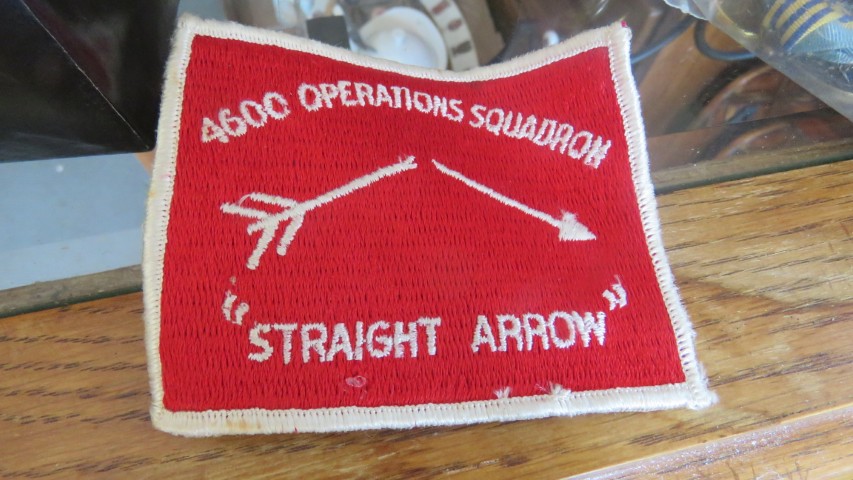 4600 OPERATIONS SQUADRON
"STRAIGHT ARROW"